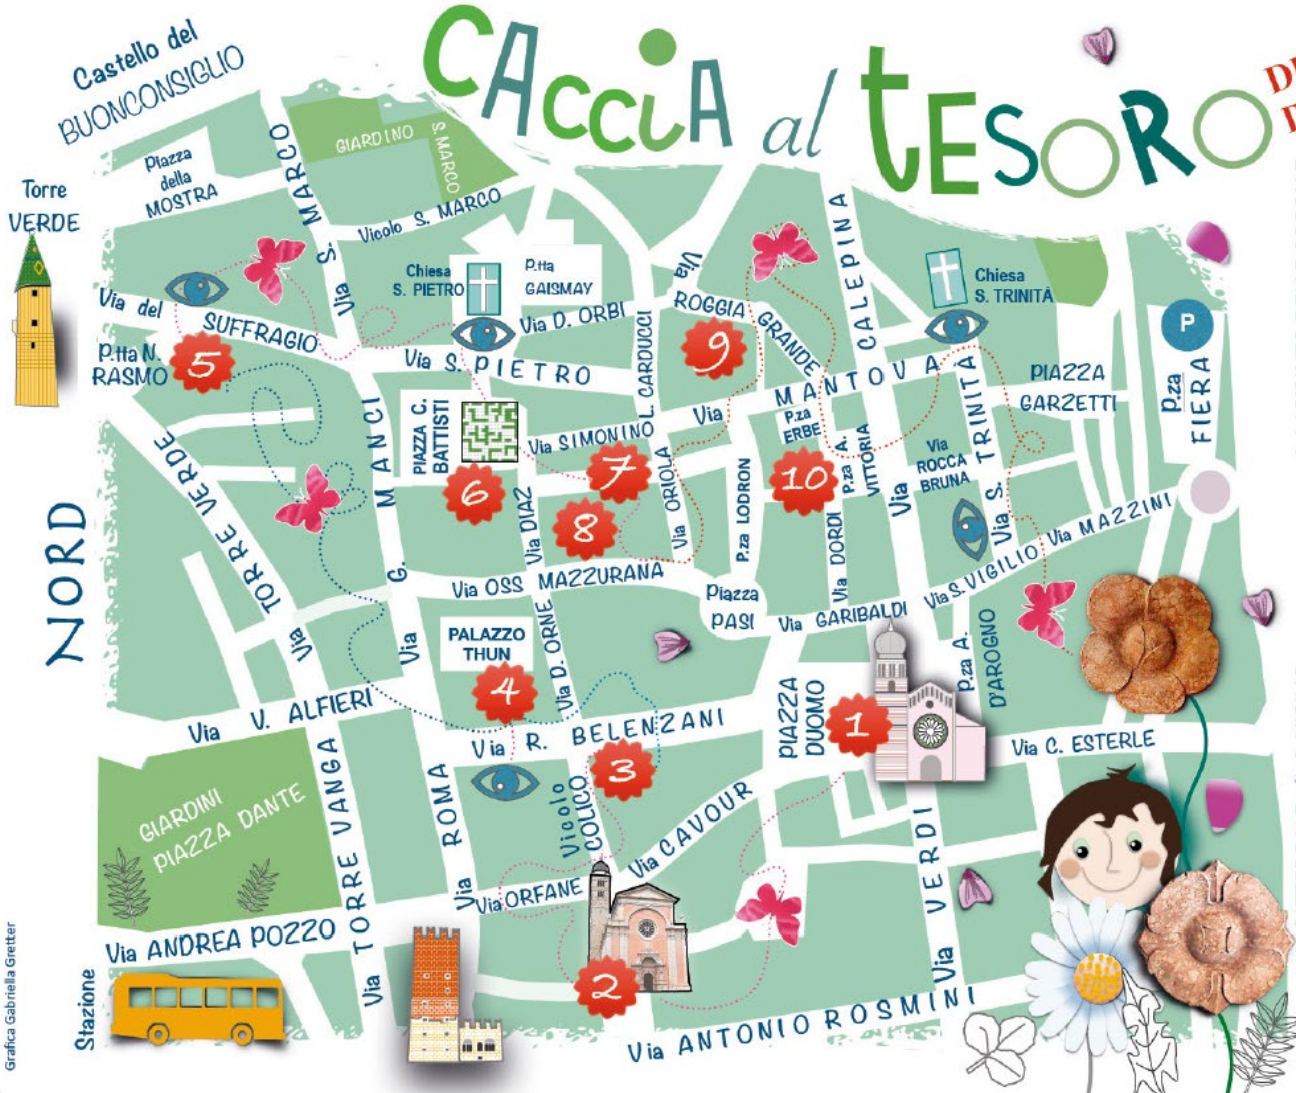 CACCiA al tESORO
Castello del
BUONCONSIGLIO
Torre
VERDE
Piazza
della
MOSTRA
GIARDINO
S. MARCO
Via S. MARCO
Vicolo S. MARCO
Via del
SUFFRAGIO
P.tta N.
RASMO
5
Chiesa
S. PIETRO
P.tta
GAISMAY
Via D. ORBI
Via S. PIETRO
Via
ROGGIA
GRANDE
9
L. CARDUCCI
CALEPINA
Via
Chiesa
S. TRINITÀ
P
P.za
FIERA
PIAZZA
GARZETTI
Via MANTOVA
P.za
ERBE
10
P.za A.
VITTORIA
Via
ROCCA
BRUNA
Via S. TRINITÀ
PIAZZA C.
BATTISTI
6
Via SIMONINO
7
8
Via DIAZ
Via ORIOLA
P.za LODRON
Via DORDI
NORD
Via TORRE VERDE
Via G. MANCI
Via OSS MAZZURANA
Piazza
PASI
Via GARIBALDI
Via S. VIGILIO
Via MAZZINI
PALAZZO
THUN
4
Via D. ORNE
PIAZZA
DUOMO
1
P.za A.
D'AROGNO
Via V. ALFIERI
Via R. BELENZANI
Via C. ESTERLE
3
GIARDINI
PIAZZA DANTE
Via TORRE VANGA
Via ROMA
Vicolo
COLICO
Via CAVOUR
Via ORFANE
2
Via VERDI
Via ANDREA POZZO
Via ANTONIO ROSMINI
Stazione
Grafica Gabriella Gretter